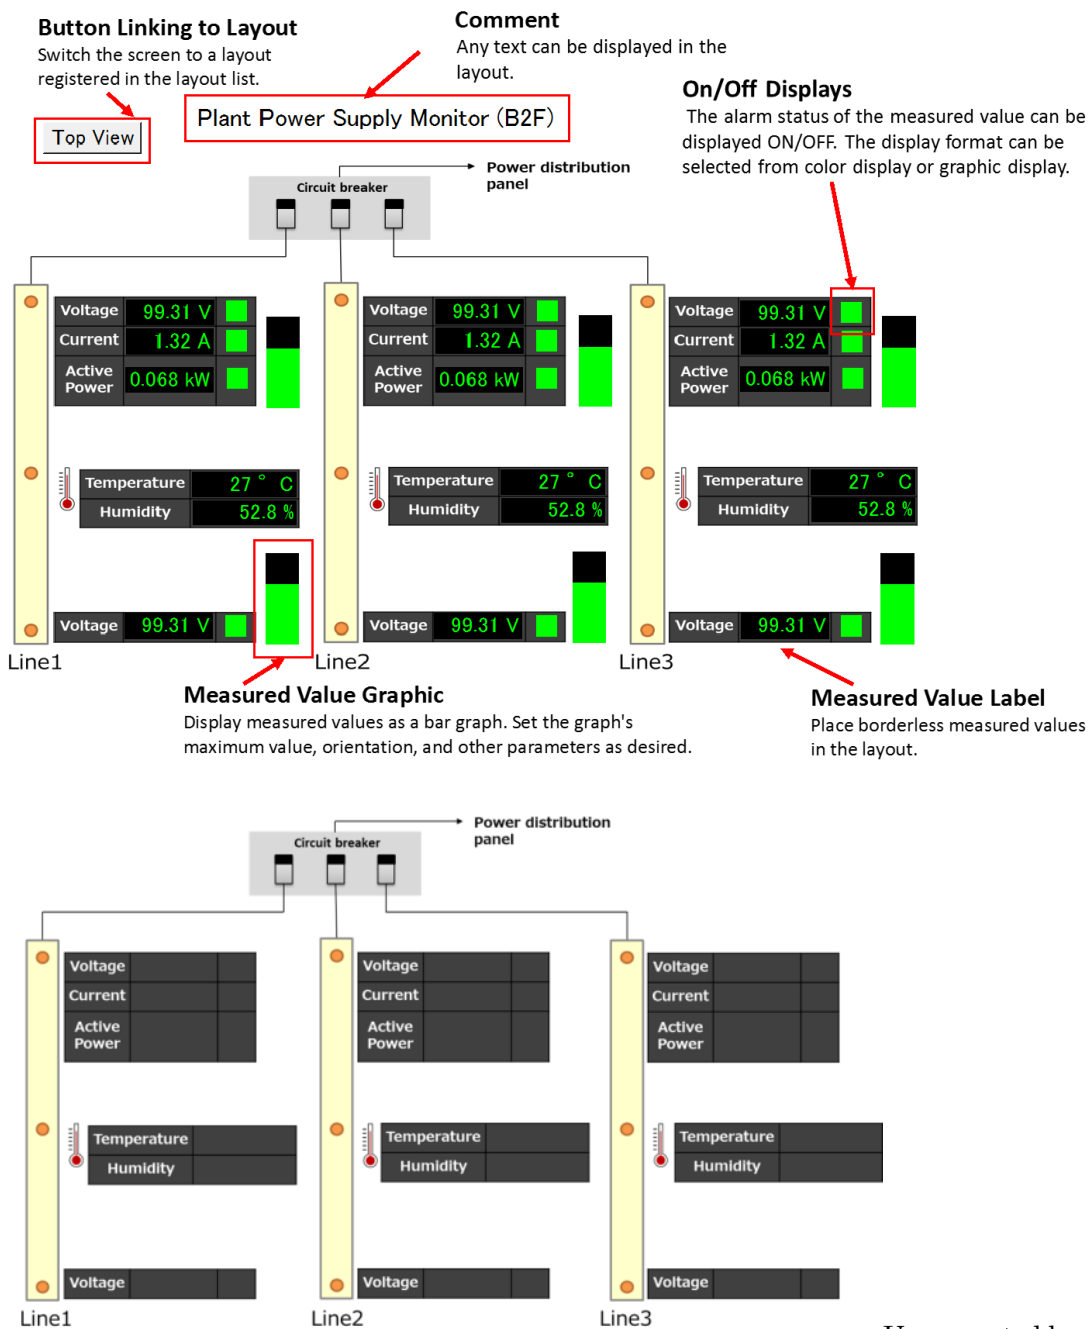 Button Linking to Layout
Switch the screen to a layout
registered in the layout list.
Comment
Any text can be displayed in the
layout.
On/Off Displays
The alarm status of the measured value can be
displayed ON/OFF. The display format can be
selected from color display or graphic display.
Top View
Plant Power Supply Monitor (B2F)
Power distribution
panel
Circuit breaker
Voltage 99.31 V
Current 1.32 A
Active
Power 0.068 kW
Voltage 99.31 V
Current 1.32 A
Active
Power 0.068 kW
Voltage 99.31 V
Current 1.32 A
Active
Power 0.068 kW
Temperature 27° C
Humidity 52.8 %
Temperature 27° C
Humidity 52.8 %
Temperature 27° C
Humidity 52.8 %
Voltage 99.31 V
Voltage 99.31 V
Voltage 99.31 V
Line1
Line2
Line3
Measured Value Graphic
Display measured values as a bar graph. Set the graph's
maximum value, orientation, and other parameters as desired.
Measured Value Label
Place borderless measured values
in the layout.
Power distribution
panel
Circuit breaker
Voltage
Current
Active
Power
Voltage
Current
Active
Power
Voltage
Current
Active
Power
Temperature
Humidity
Temperature
Humidity
Temperature
Humidity
Voltage
Voltage
Voltage
Line1
Line2
Line3